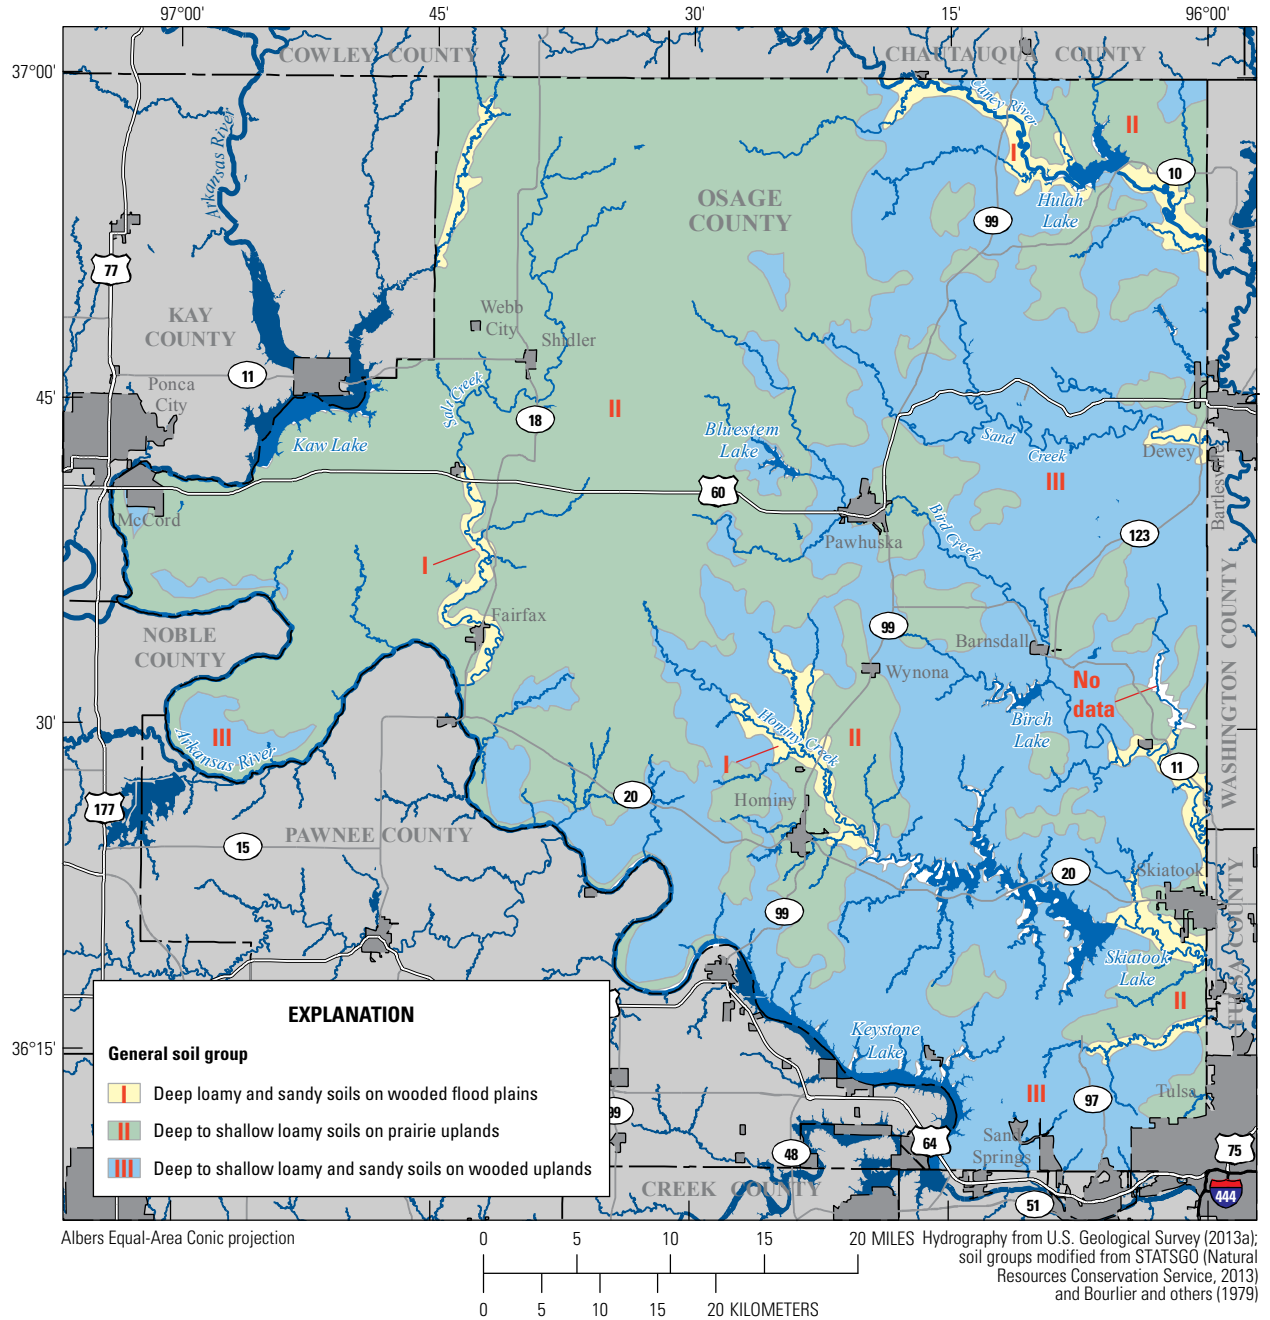 97°00'
45'
30'
15'
96°00'
COWLEY COUNTY
CHAUTAUQUA COUNTY
37°00'
Caney River
II
Arkansas River
I
10
OSAGE
COUNTY
Hulah
Lake
99
77
KAY
COUNTY
Webb
City
Shidler
11
Ponca
City
45'
Salt Creek
II
18
Kaw Lake
Bluestem
Lake
Sand
Creek
Dewey
Bartlesville
III
60
McCord
Bird Creek
Pawhuska
123
I
Fairfax
99
NOBLE
COUNTY
Barnsdall
WASHINGTON COUNTY
Wynona
No
data
30'
Birch
Lake
III
Arkansas River
Hominy Creek
II
I
11
20
Hominy
177
PAWNEE COUNTY
15
20
Skiatook
99
TULSA COUNTY
Skiatook
Lake
II
EXPLANATION
General soil group
I Deep loamy and sandy soils on wooded flood plains
II Deep to shallow loamy soils on prairie uplands
III Deep to shallow loamy and sandy soils on wooded uplands
36°15'
Keystone
Lake
III
97
Tulsa
99
64
Sand
Springs
48
75
CREEK COUNTY
51
444
Albers Equal-Area Conic projection
0 5 10 15 20 MILES
0 5 10 15 20 KILOMETERS
Hydrography from U.S. Geological Survey (2013a);
soil groups modified from STATSGO (Natural
Resources Conservation Service, 2013)
and Bourlier and others (1979)